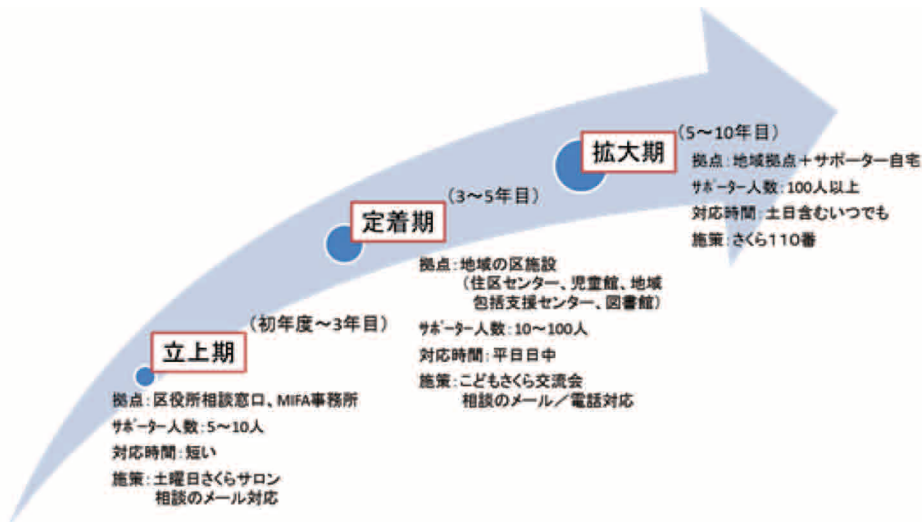 立上期
(初年度～3年目)
拠点：区役所相談窓口、MIFA事務所
ｻﾎﾟｰﾀｰ人数：5～10人
対応時間：短い
施策：土曜日さくらサロン
相談のメール対応
定着期
(3～5年目)
拠点：地域の区施設
(住区センター、児童館、地域
包括支援センター、図書館)
ｻﾎﾟｰﾀｰ人数：10～100人
対応時間：平日日中
施策：こどもさくら交流会
相談のメール／電話対応
拡大期
(5～10年目)
拠点：地域拠点＋サポーター自宅
ｻﾎﾟｰﾀｰ人数：100人以上
対応時間：土日含むいつでも
施策：さくら110番